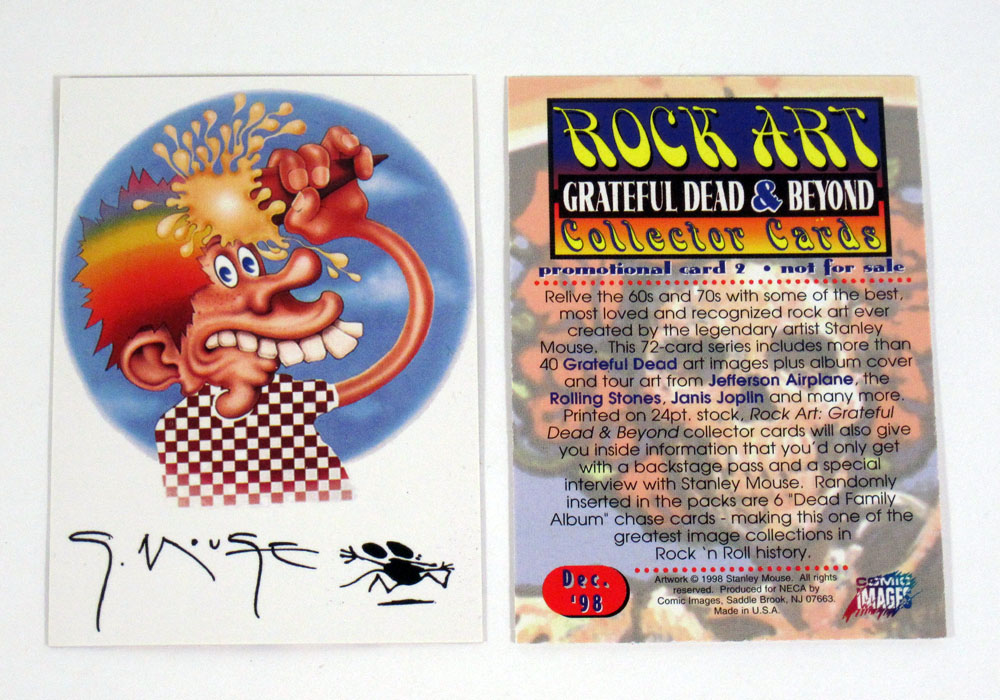 S. MOUSE
ROCK ART
GRATEFUL DEAD & BEYOND
Collector Cards
promotional card 2 • not for sale
Relive the 60s and 70s with some of the best,
most loved and recognized rock art ever
created by the legendary artist Stanley
Mouse. This 72-card series includes more than
40 Grateful Dead art images plus album cover
and tour art from Jefferson Airplane, the
Rolling Stones, Janis Joplin and many more.
Printed on 24pt. stock, Rock Art: Grateful
Dead & Beyond collector cards will also give
you inside information that you'd only get
with a backstage pass and a special
interview with Stanley Mouse. Randomly
inserted in the packs are 6 "Dead Family
Album" chase cards - making this one of the
greatest image collections in
Rock 'n Roll history.
Dec.
'98
Artwork © 1998 Stanley Mouse. All rights
reserved. Produced for NECA by
Comic Images, Saddle Brook, NJ 07663.
Made in U.S.A.
COMIC
IMAGES